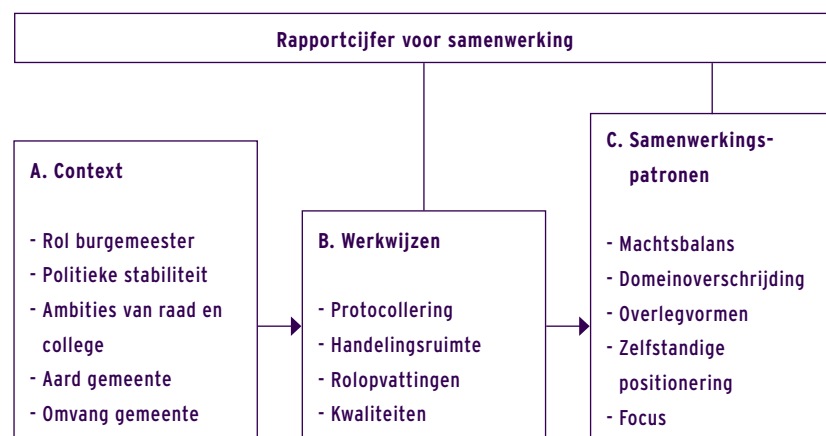 Rapportcijfer voor samenwerking
A. Context
- Rol burgemeester
- Politieke stabiliteit
- Ambities van raad en
college
- Aard gemeente
- Omvang gemeente
B. Werkwijzen
- Protocollering
- Handelingsruimte
- Rolopvattingen
- Kwaliteiten
C. Samenwerkings-
patronen
- Machtsbalans
- Domeinoverschrijding
- Overlegvormen
- Zelfstandige
positionering
- Focus